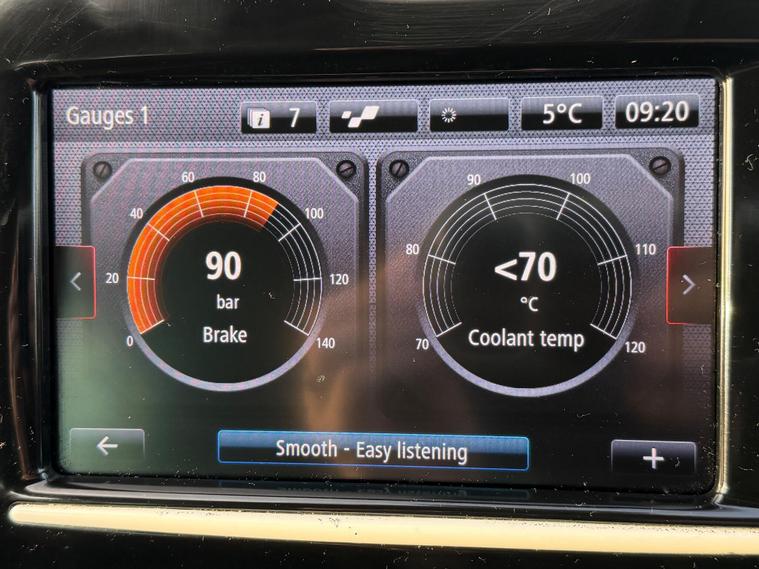 Gauges 1
i 7
5°C
09:20
0
20
40
60
80
100
120
140
90
bar
Brake
70
80
90
100
110
120
<70
°C
Coolant temp
Smooth - Easy listening